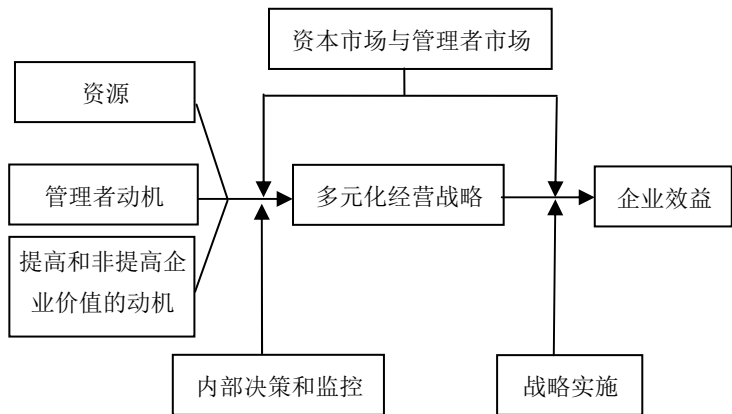 资本市场与管理者市场
资源
管理者动机
多元化经营战略
企业效益
提高和非提高企
业价值的动机
内部决策和监控
战略实施